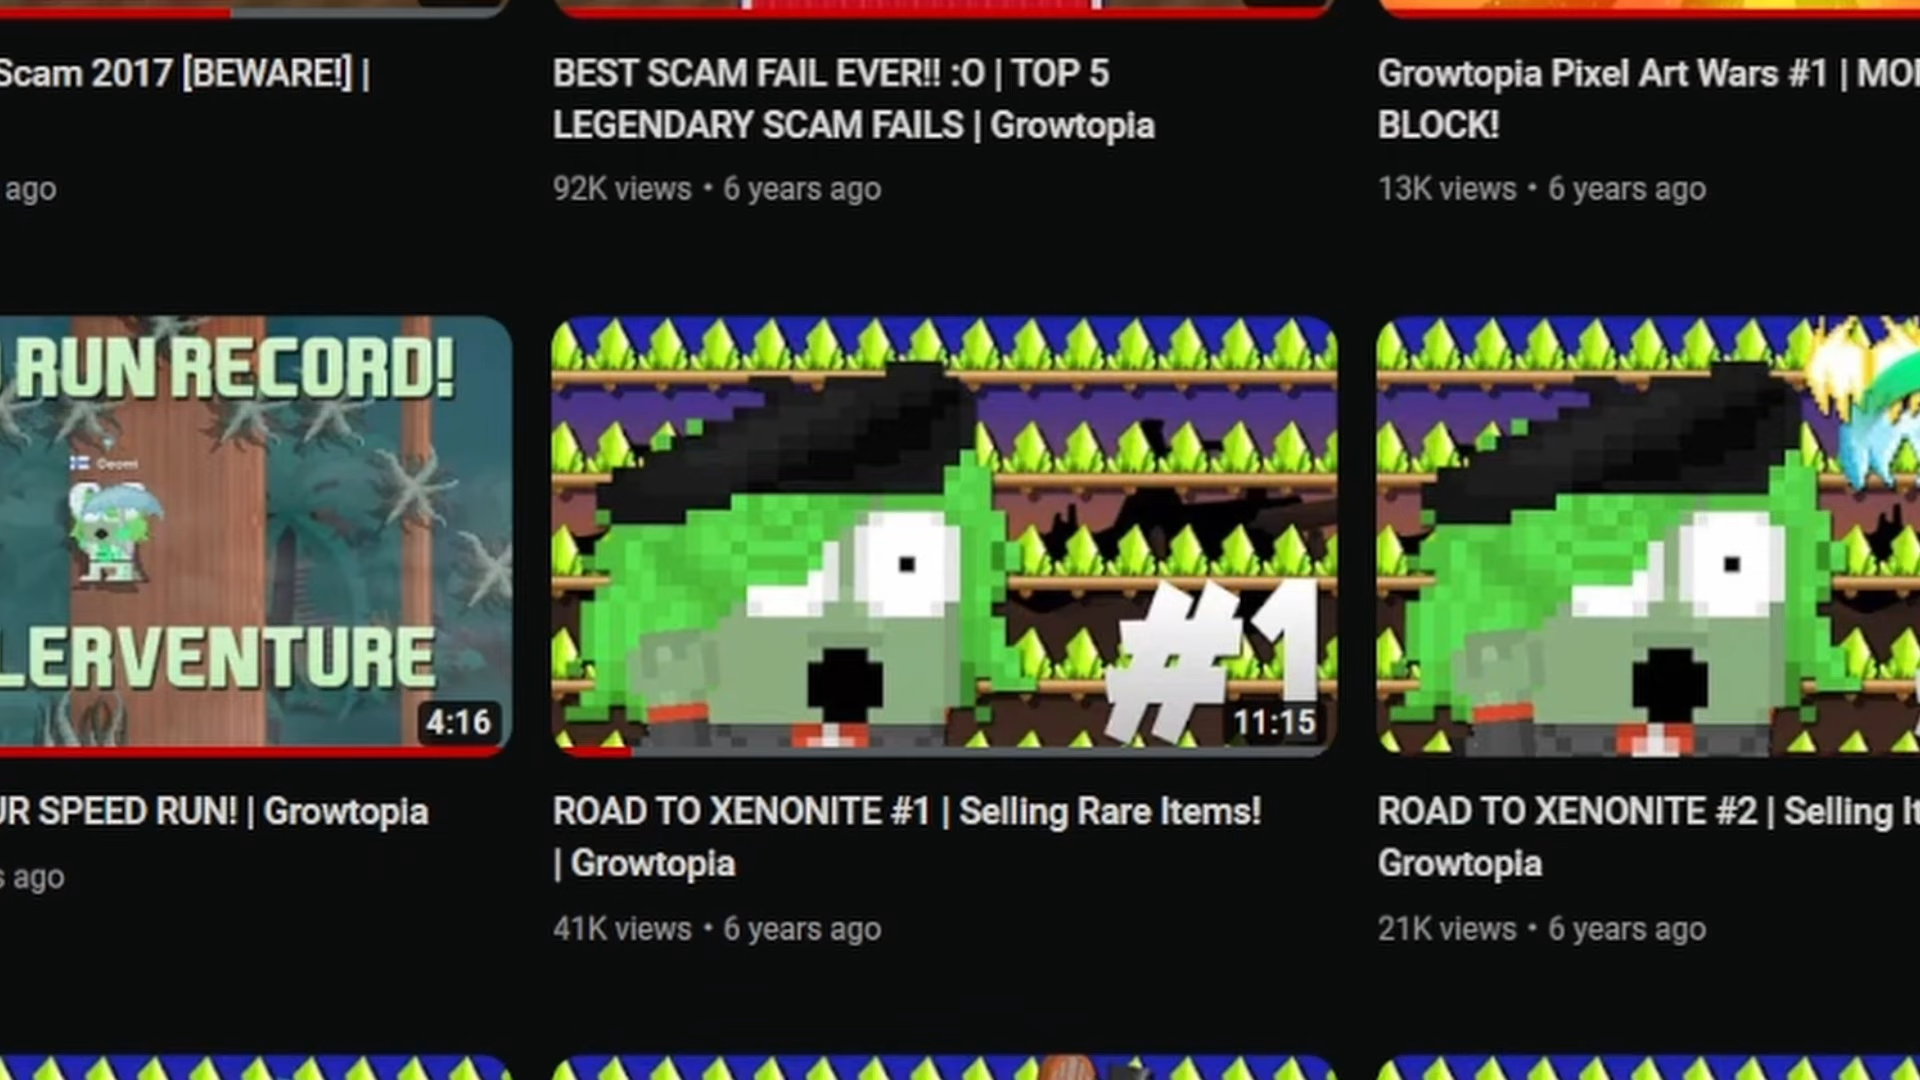 Scam 2017 [BEWARE!] |
ago
BEST SCAM FAIL EVER!! :O | TOP 5
LEGENDARY SCAM FAILS | Growtopia
92K views • 6 years ago
Growtopia Pixel Art Wars #1 |
BLOCK!
13K views • 6 years ago
RUN RECORD!
Geomi
LERVENTURE
4:16
UR SPEED RUN! | Growtopia
s ago
#1
11:15
ROAD TO XENONITE #1 | Selling Rare Items!
| Growtopia
41K views • 6 years ago
ROAD TO XENONITE #2 | Selling
Growtopia
21K views • 6 years ago